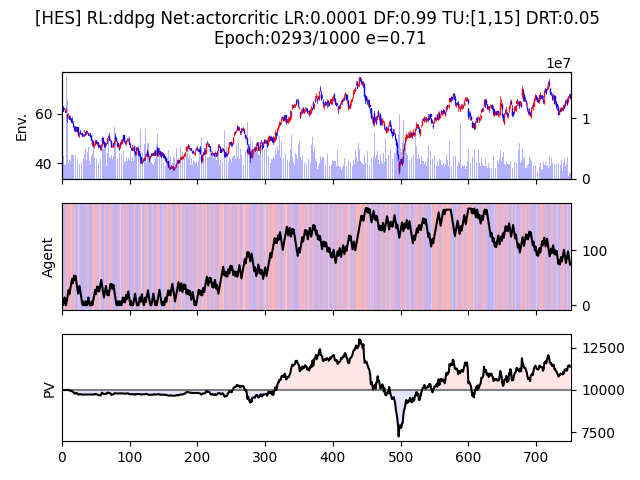 [HES] RL:ddpg Net:actorcritic LR:0.0001 DF:0.99 TU:[1,15] DRT:0.05
Epoch:0293/1000 e=0.71
1e7
60
40
Env.
1
0
Agent
100
0
PV
12500
10000
7500
0 100 200 300 400 500 600 700